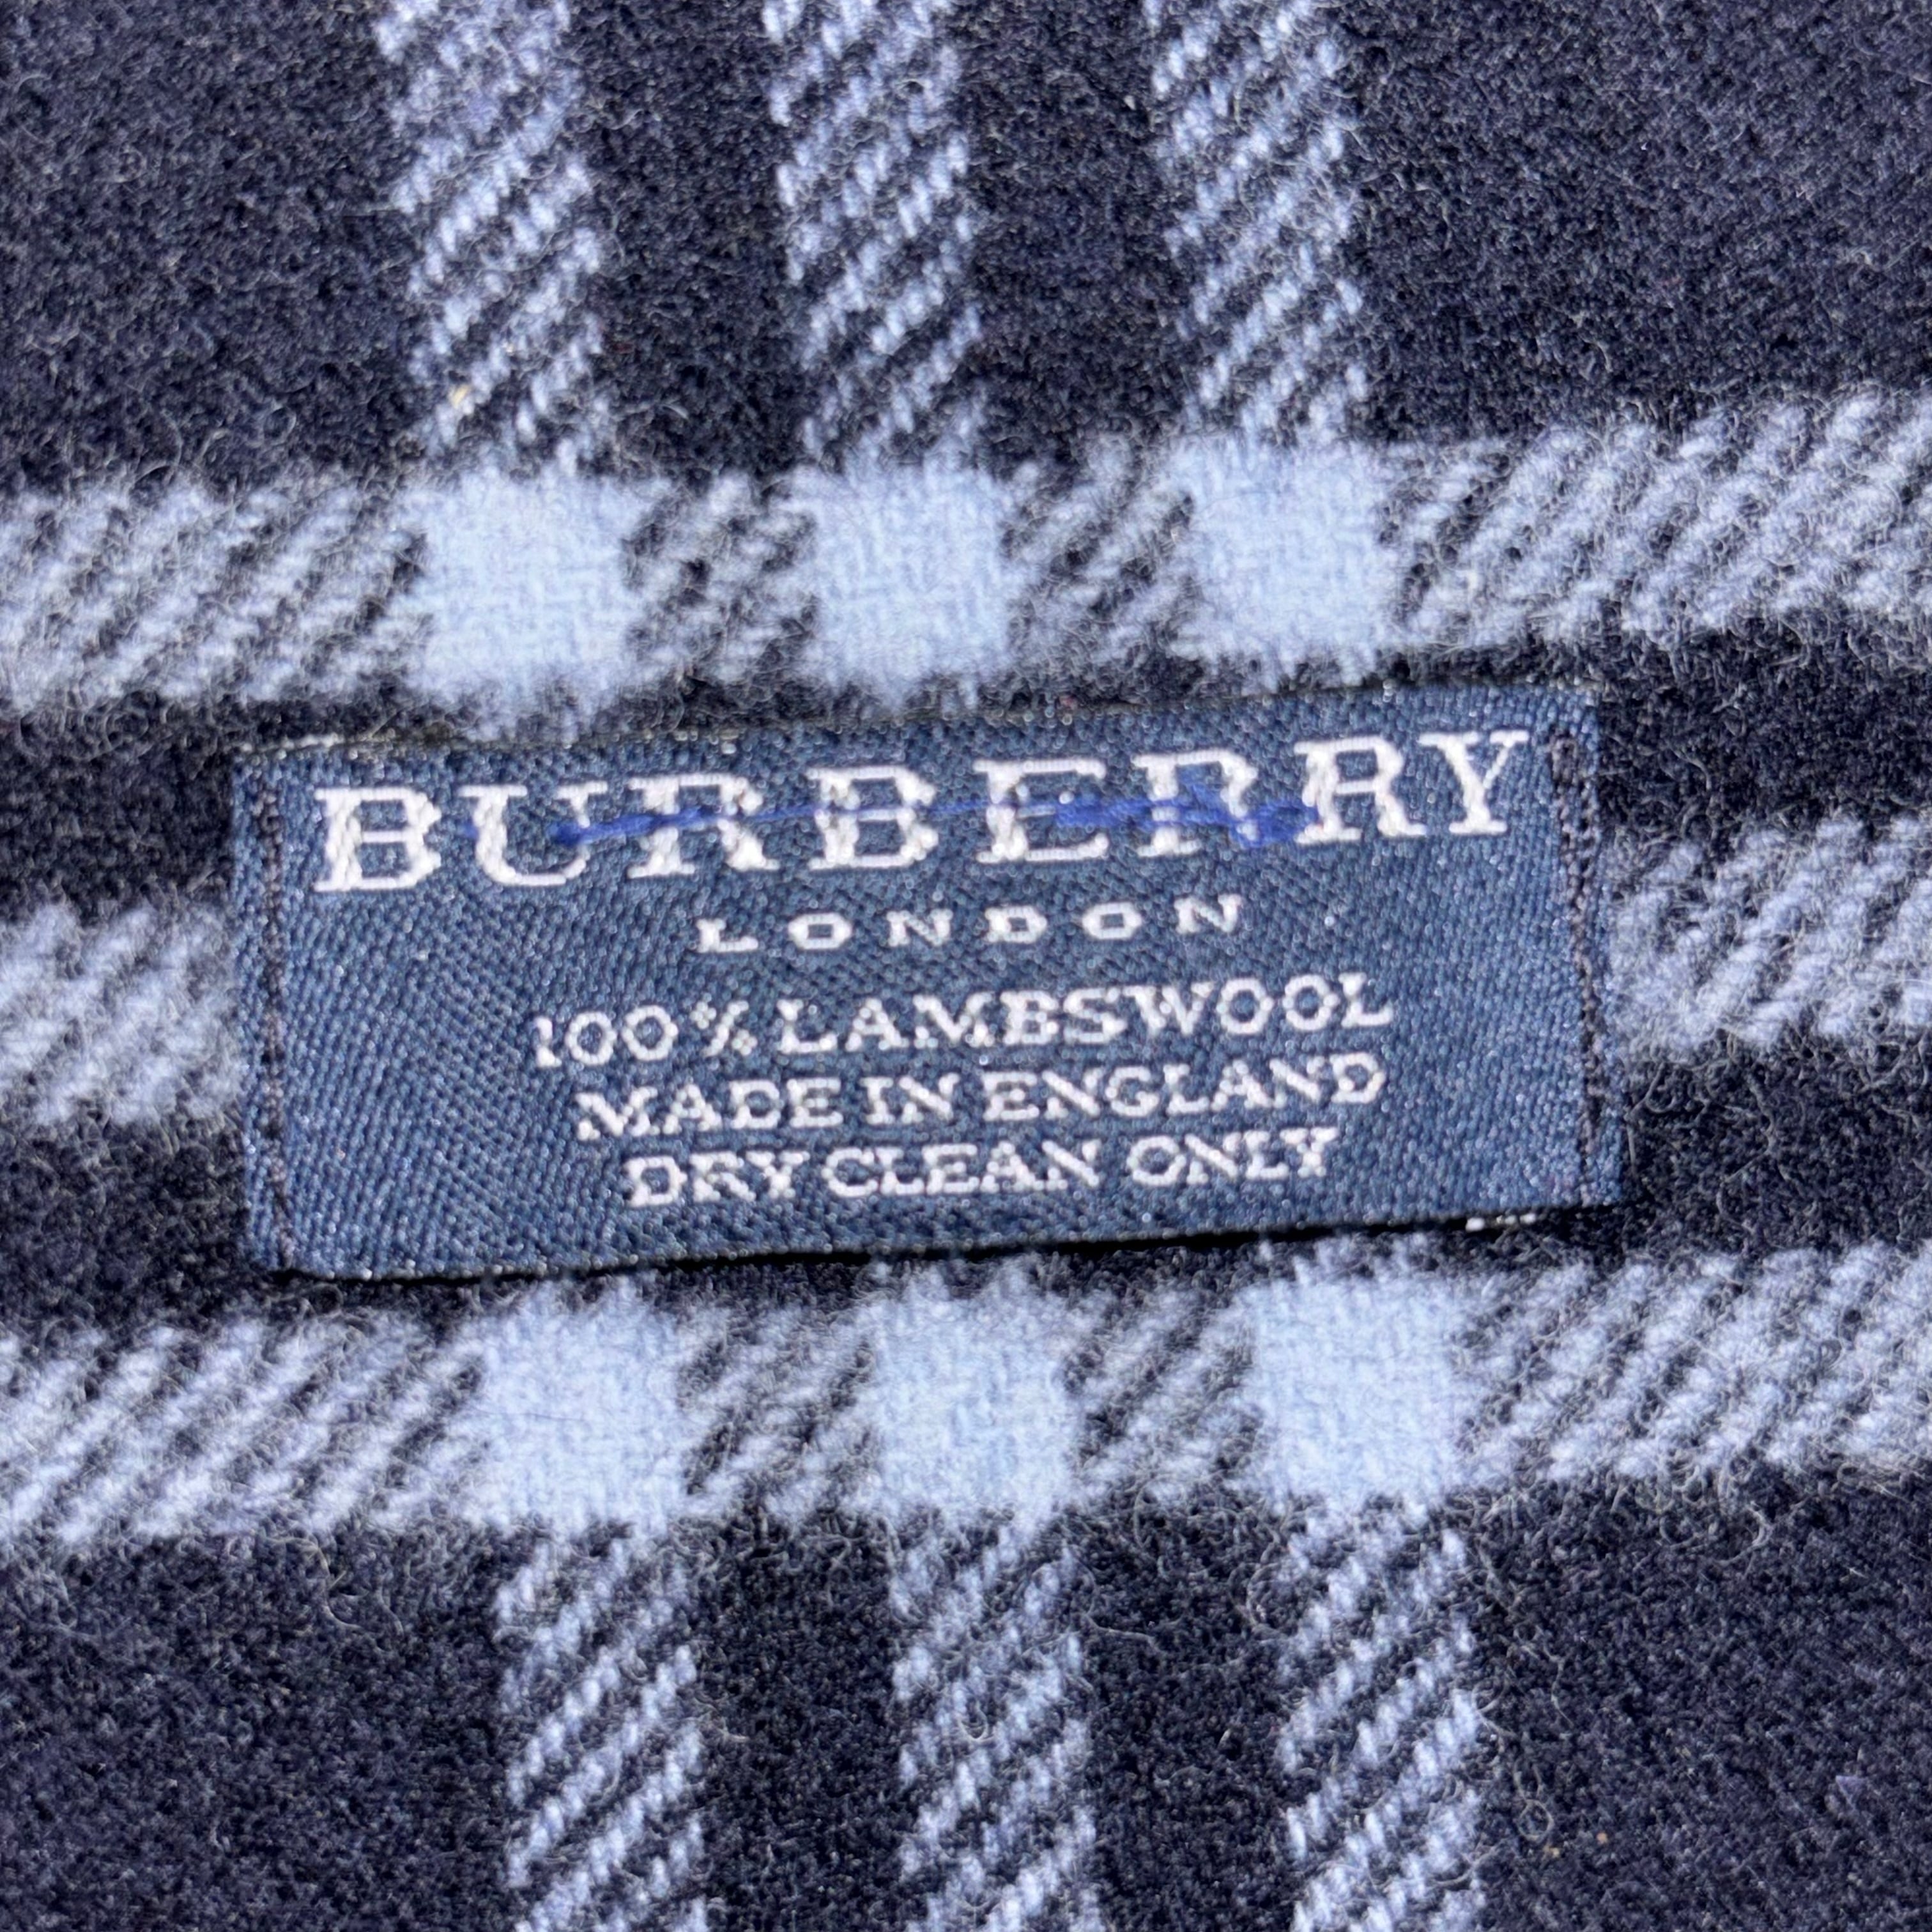 BURBERRY
LONDON
100% LAMBSWOOL
MADE IN ENGLAND
DRY CLEAN ONLY